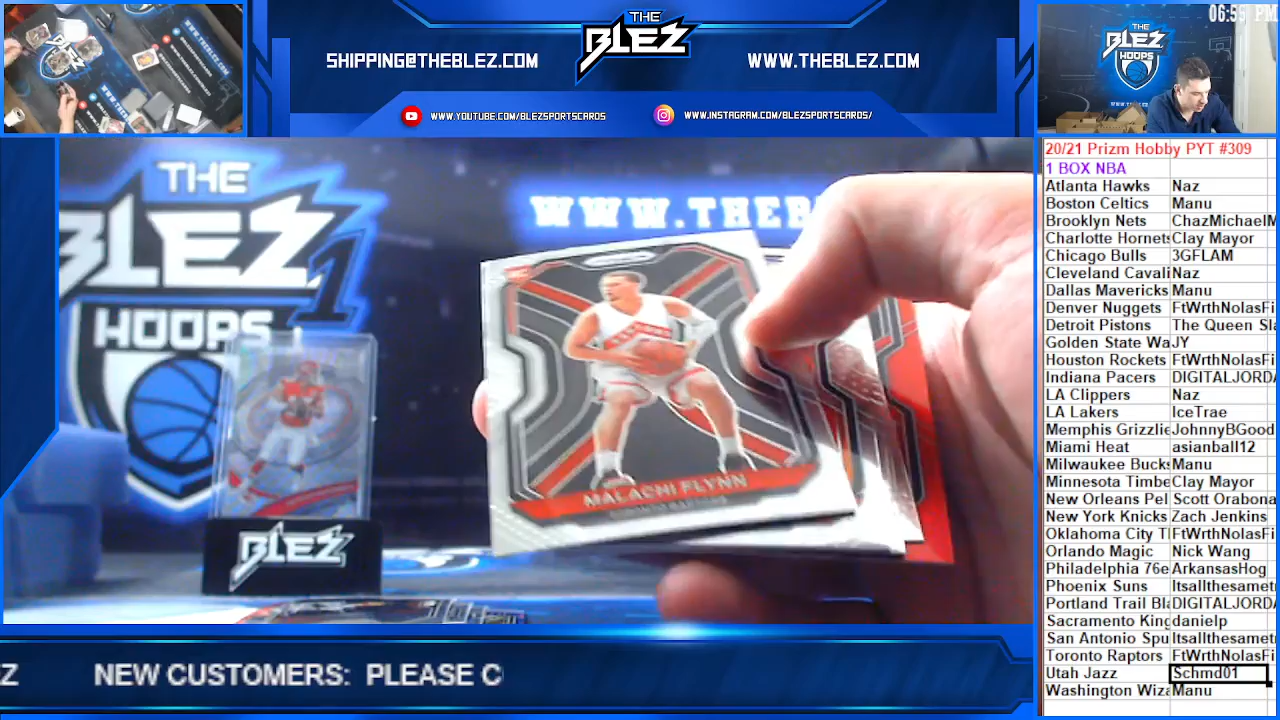 THE
BLEZ
SHIPPING@THEBLEZ.COM
WWW.THEBLEZ.COM
WWW.YOUTUBE.COM/BLEZSPORTSCARDS
WWW.INSTAGRAM.COM/BLEZSPORTSCARDS/
06:55 PM
THE
BLEZ
HOOPS
THE
BLEZ
1
HOOPS
WWW.THEB
RC
MALACHI FLYNN
BLEZ
20/21 Prizm Hobby PYT #309
1 BOX NBA
Atlanta Hawks Naz
Boston Celtics Manu
Brooklyn Nets ChazMichaelM
Charlotte Hornets Clay Mayor
Chicago Bulls 3GFLAM
Cleveland Cavali Naz
Dallas Mavericks Manu
Denver Nuggets FtWrthNolasFi
Detroit Pistons The Queen Sla
Golden State Wa JY
Houston Rockets FtWrthNolasFi
Indiana Pacers DIGITALJORDA
LA Clippers Naz
LA Lakers IceTrae
Memphis Grizzlie JohnnyBGood
Miami Heat asianball12
Milwaukee Bucks Manu
Minnesota Timbe Clay Mayor
New Orleans Pel Scott Orabona
New York Knicks Zach Jenkins
Oklahoma City T FtWrthNolasFi
Orlando Magic Nick Wang
Philadelphia 76e ArkansasHog
Phoenix Suns Itsallthesamet
Portland Trail Bla DIGITALJORDA
Sacramento King danielp
San Antonio Spu Itsallthesamet
Toronto Raptors FtWrthNolasFi
Utah Jazz Schmd01
Washington Wiza Manu
Z NEW CUSTOMERS: PLEASE C